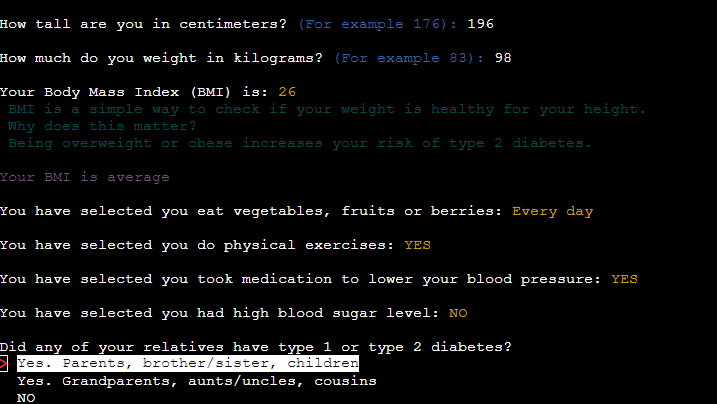 How tall are you in centimeters? (For example 176): 196
How much do you weight in kilograms? (For example 83): 98
Your Body Mass Index (BMI) is: 26
BMI is a simple way to check if your weight is healthy for your height.
Why does this matter?
Being overweight or obese increases your risk of type 2 diabetes.
Your BMI is average
You have selected you eat vegetables, fruits or berries: Every day
You have selected you do physical exercises: YES
You have selected you took medication to lower your blood pressure: YES
You have selected you had high blood sugar level: NO
Did any of your relatives have type 1 or type 2 diabetes?
> Yes. Parents, brother/sister, children
Yes. Grandparents, aunts/uncles, cousins
NO